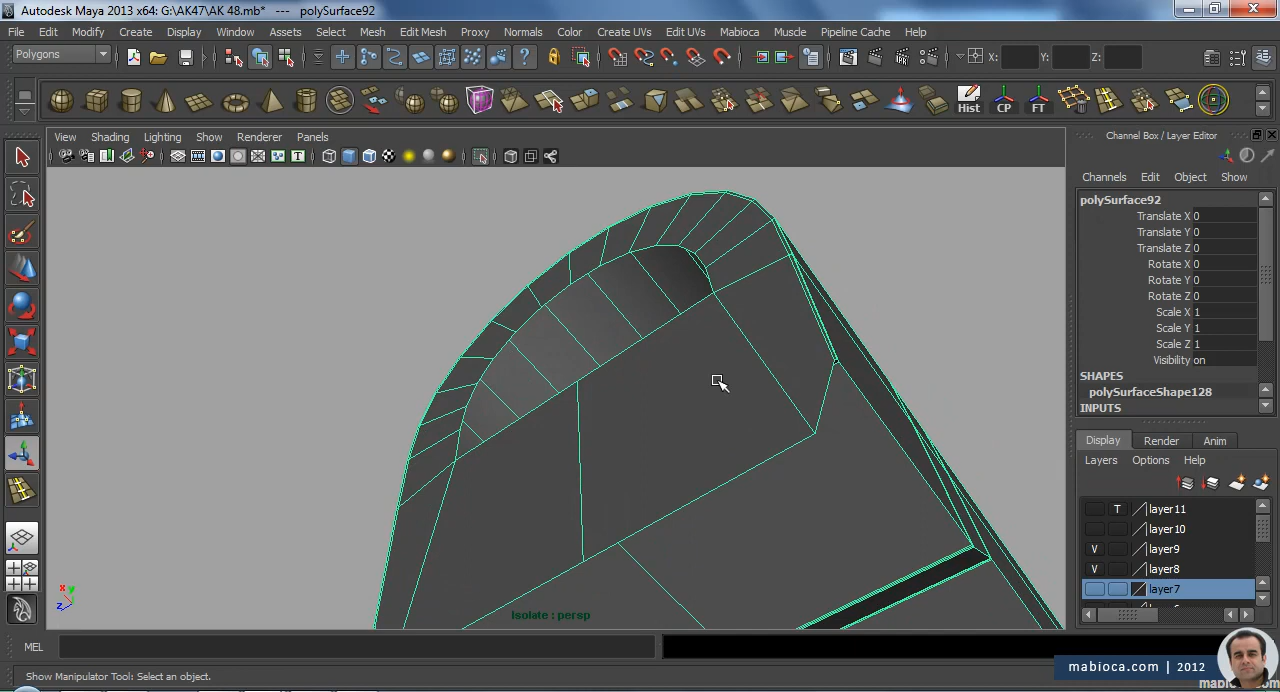 Autodesk Maya 2013 x64: G:\AK47\AK 48.mb* --- polySurface92
File Edit Modify Create Display Window Assets Select Mesh Edit Mesh Proxy Normals Color Create UVs Edit UVs Mabioca Muscle Pipeline Cache Help
Polygons X: Y: Z:
Hist CP FT
View Shading Lighting Show Renderer Panels
Channel Box / Layer Editor
Channels Edit Object Show
polySurface92
Translate X 0
Translate Y 0
Translate Z 0
Rotate X 0
Rotate Y 0
Rotate Z 0
Scale X 1
Scale Y 1
Scale Z 1
Visibility on
SHAPES
polySurfaceShape128
INPUTS
Display Render Anim
Layers Options Help
T layer11
layer10
V layer9
V layer8
layer7
x y
z
isolate : persp
MEL
mabioca.com | 2012
Show Manipulator Tool: Select an object.